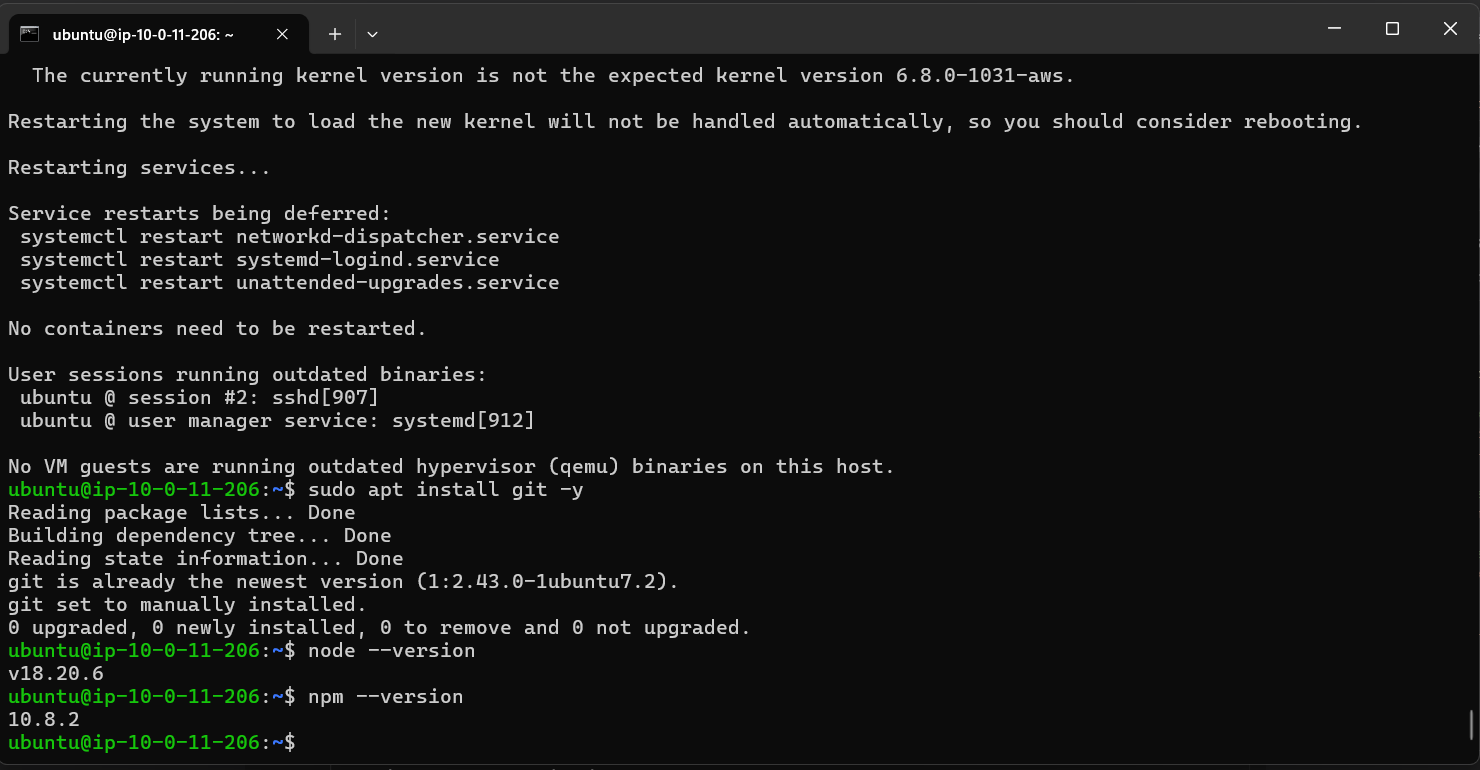 ubuntu@ip-10-0-11-206: ~
The currently running kernel version is not the expected kernel version 6.8.0-1031-aws.
Restarting the system to load the new kernel will not be handled automatically, so you should consider rebooting.
Restarting services...
Service restarts being deferred:
systemctl restart networkd-dispatcher.service
systemctl restart systemd-logind.service
systemctl restart unattended-upgrades.service
No containers need to be restarted.
User sessions running outdated binaries:
ubuntu @ session #2: sshd[907]
ubuntu @ user manager service: systemd[912]
No VM guests are running outdated hypervisor (qemu) binaries on this host.
ubuntu@ip-10-0-11-206:~$ sudo apt install git -y
Reading package lists... Done
Building dependency tree... Done
Reading state information... Done
git is already the newest version (1:2.43.0-1ubuntu7.2).
git set to manually installed.
0 upgraded, 0 newly installed, 0 to remove and 0 not upgraded.
ubuntu@ip-10-0-11-206:~$ node --version
v18.20.6
ubuntu@ip-10-0-11-206:~$ npm --version
10.8.2
ubuntu@ip-10-0-11-206:~$